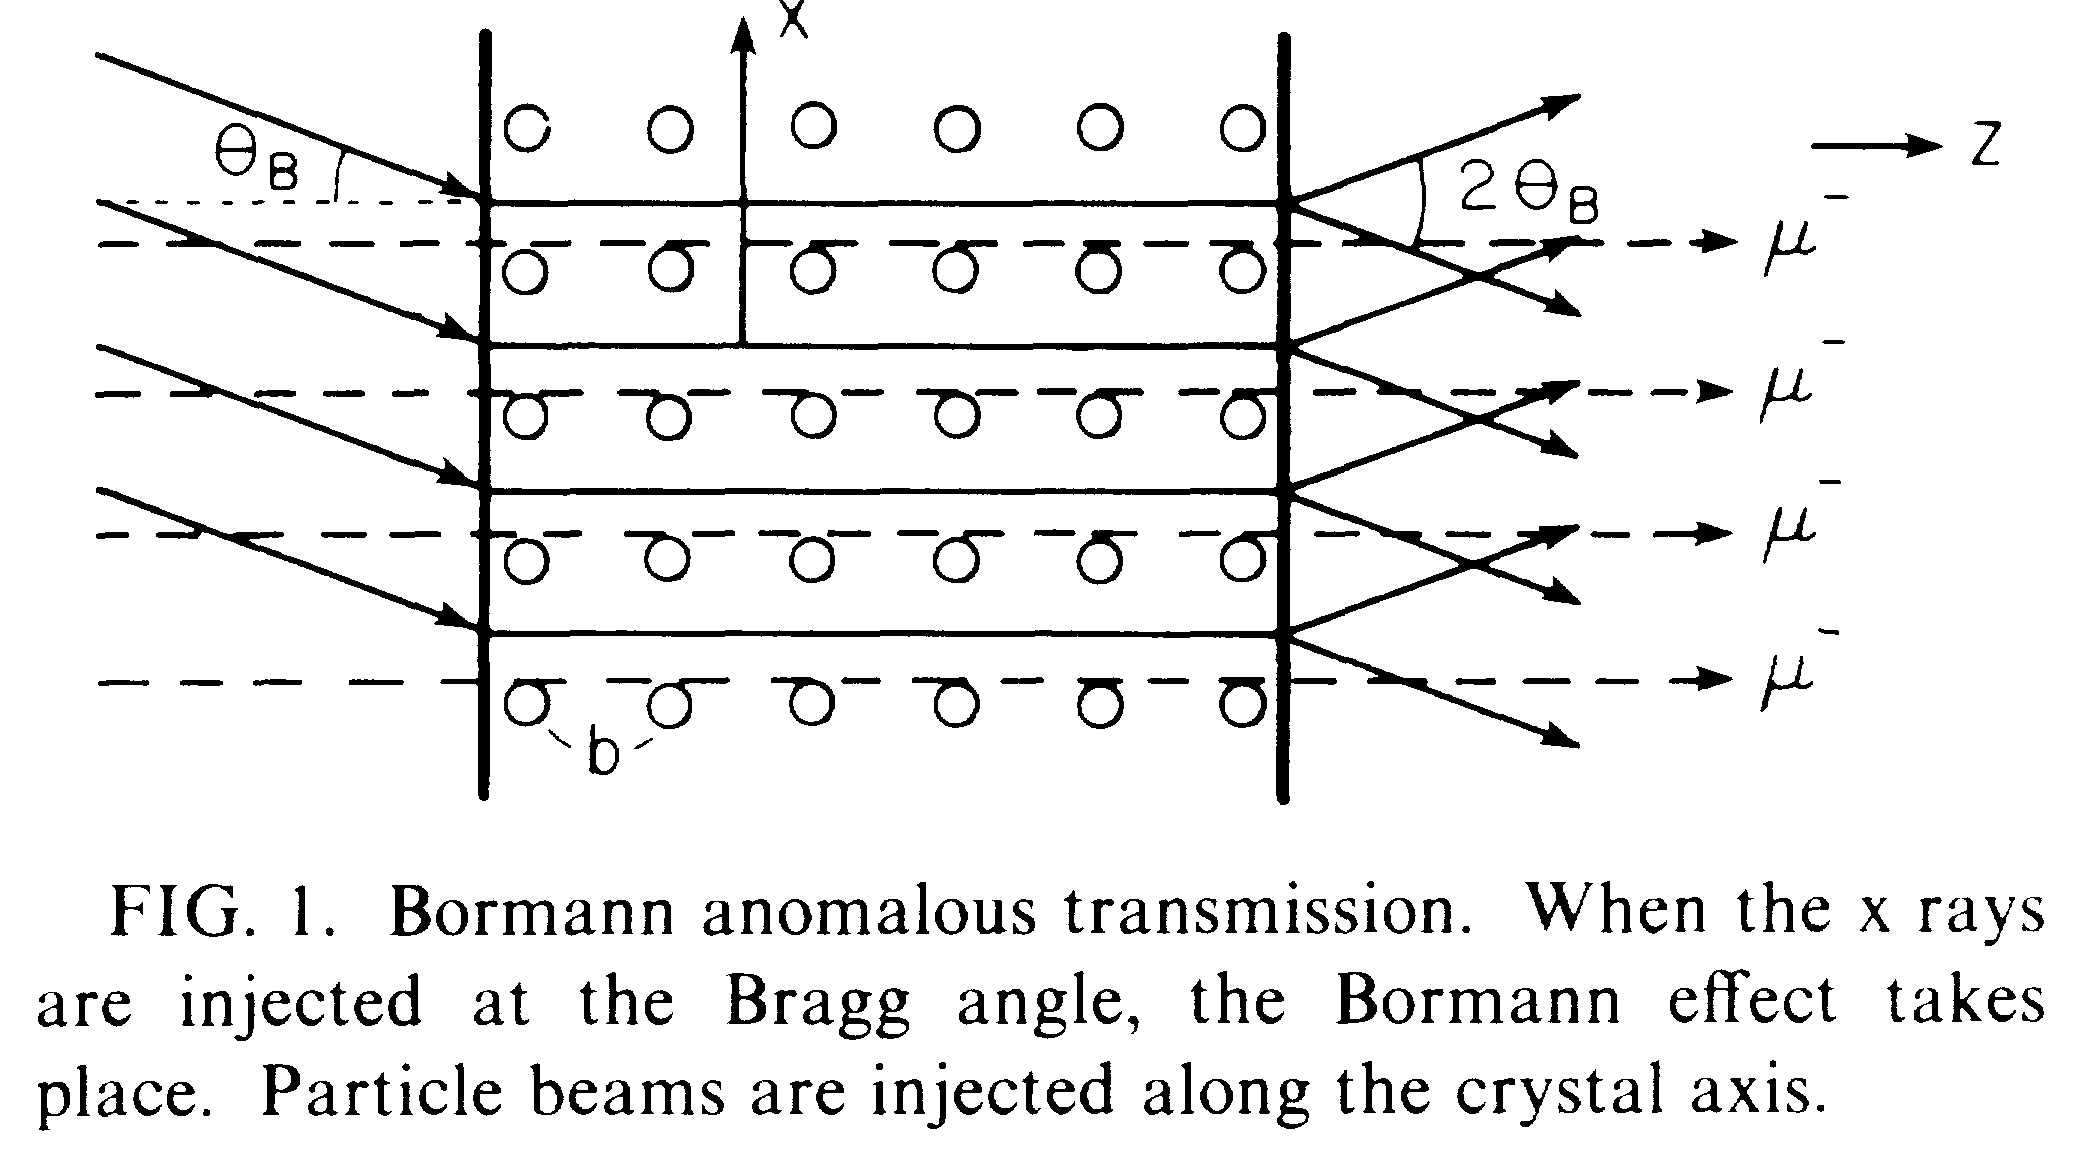 x
θB
2θB
z
μ⁻
μ⁻
μ⁻
μ⁻
b
FIG. 1. Bormann anomalous transmission. When the x rays
are injected at the Bragg angle, the Bormann effect takes
place. Particle beams are injected along the crystal axis.